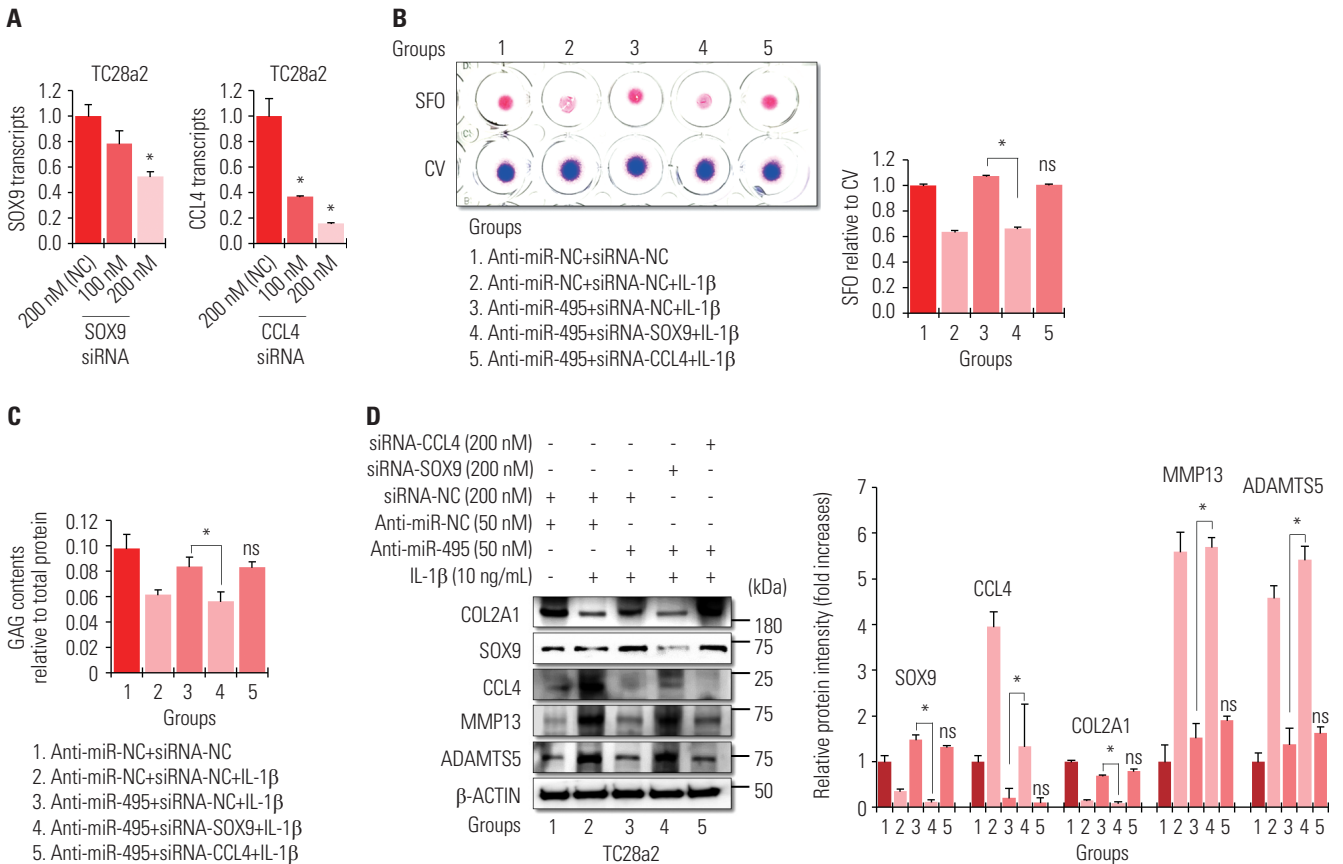 A
TC28a2
SOX9 transcripts
1.2
1.0
0.8
0.6
0.4
0.2
0.0
*
200 nM (NC)
100 nM
200 nM
SOX9
siRNA
TC28a2
CCL4 transcripts
1.2
1.0
0.8
0.6
0.4
0.2
0.0
*
*
200 nM (NC)
100 nM
200 nM
CCL4
siRNA
B
Groups 1 2 3 4 5
SFO
CV
Groups
1. Anti-miR-NC+siRNA-NC
2. Anti-miR-NC+siRNA-NC+IL-1β
3. Anti-miR-495+siRNA-NC+IL-1β
4. Anti-miR-495+siRNA-SOX9+IL-1β
5. Anti-miR-495+siRNA-CCL4+IL-1β
SFO relative to CV
1.2
1.0
0.8
0.6
0.4
0.2
0.0
* ns
1 2 3 4 5
Groups
C
GAG contents
relative to total protein
0.12
0.10
0.08
0.06
0.04
0.02
0
* ns
1 2 3 4 5
Groups
1. Anti-miR-NC+siRNA-NC
2. Anti-miR-NC+siRNA-NC+IL-1β
3. Anti-miR-495+siRNA-NC+IL-1β
4. Anti-miR-495+siRNA-SOX9+IL-1β
5. Anti-miR-495+siRNA-CCL4+IL-1β
D
siRNA-CCL4 (200 nM) - - - - +
siRNA-SOX9 (200 nM) - - - + -
siRNA-NC (200 nM) + + + - -
Anti-miR-NC (50 nM) + + - - -
Anti-miR-495 (50 nM) - - + + +
IL-1β (10 ng/mL) - + + + +
(kDa)
COL2A1 180
SOX9 75
CCL4 25
MMP13 75
ADAMTS5 75
β-ACTIN 50
Groups 1 2 3 4 5
TC28a2
Relative protein intensity (fold increases)
7
6
5
4
3
2
1
0
SOX9
* ns
CCL4
* ns
COL2A1
* ns
MMP13
* ns
ADAMTS5
* ns
1 2 3 4 5 1 2 3 4 5 1 2 3 4 5 1 2 3 4 5 1 2 3 4 5
Groups